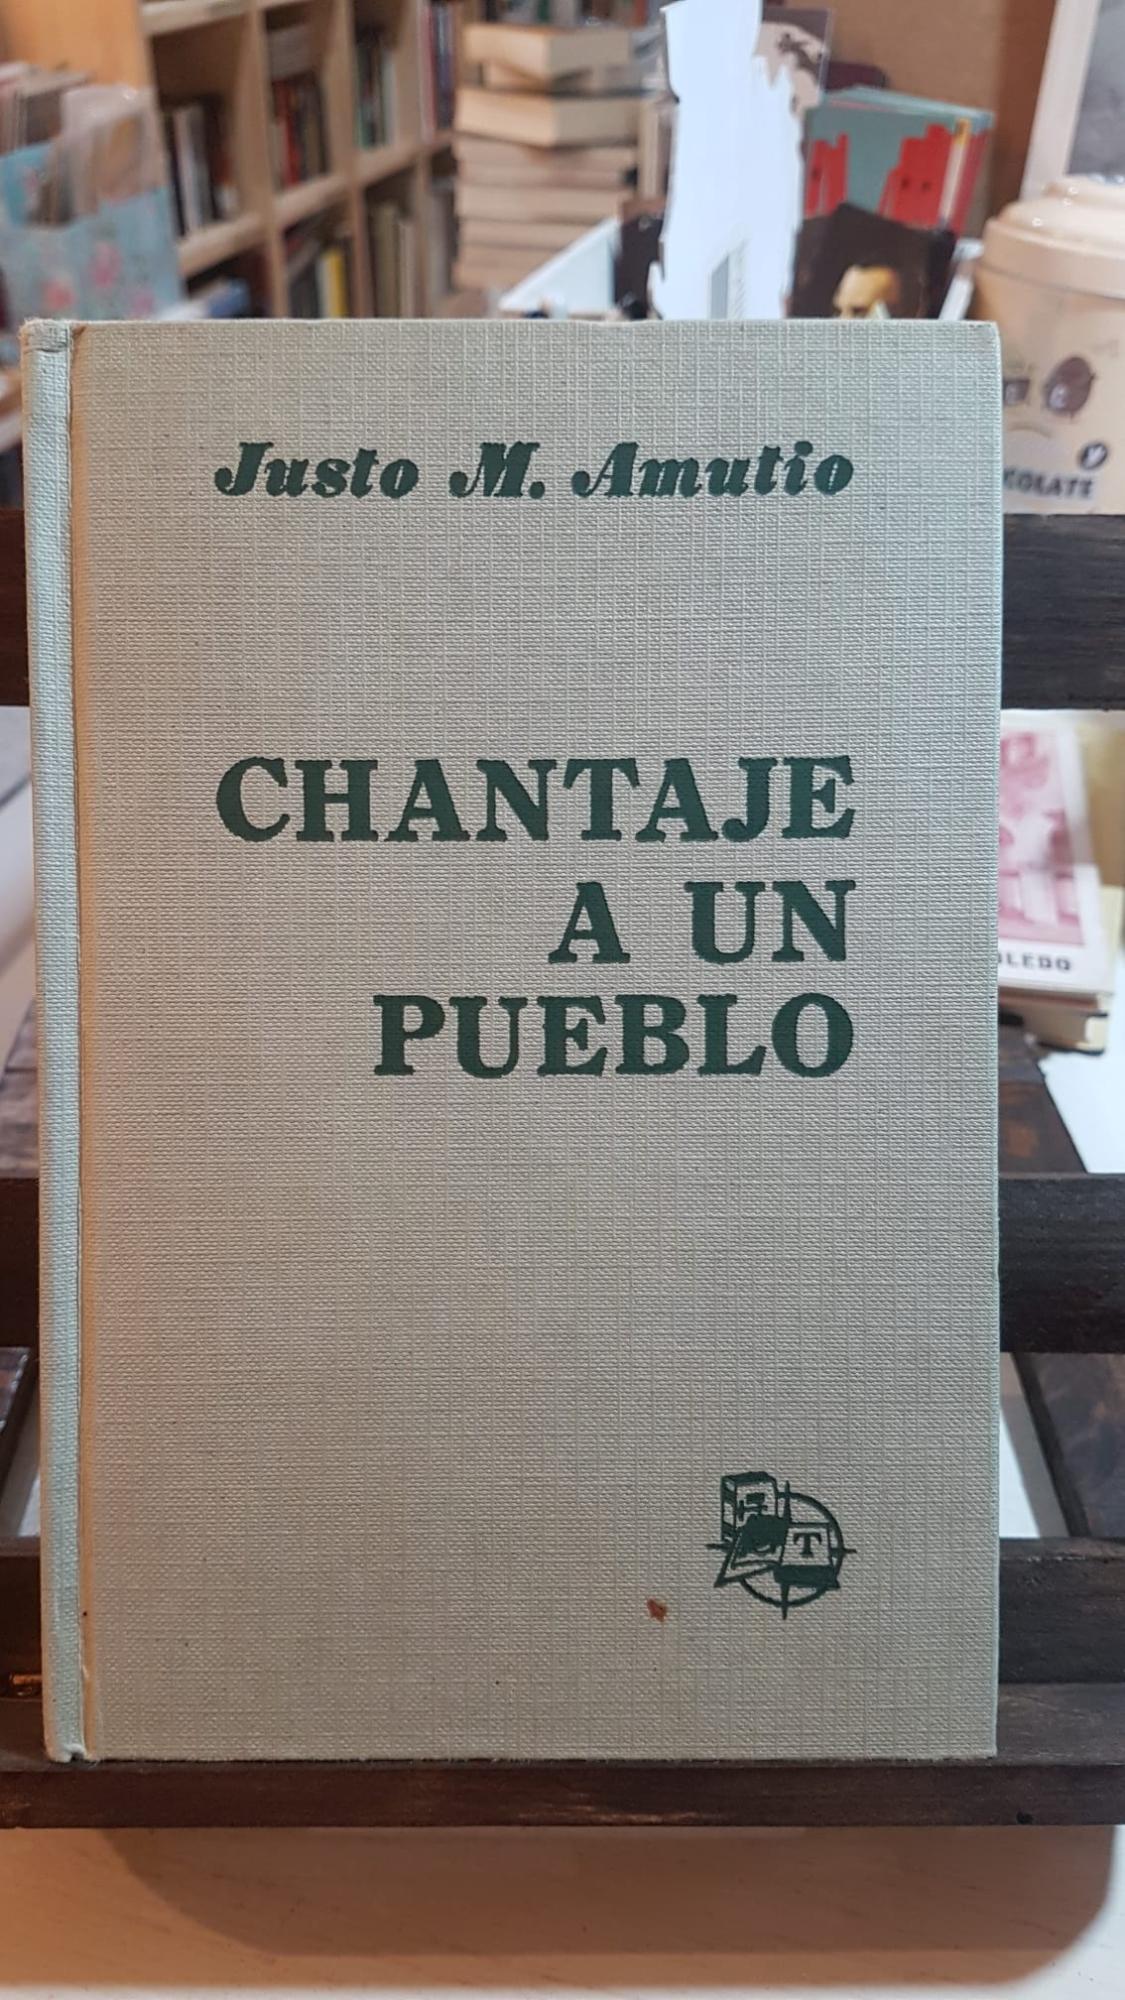 Justo M. Amutio
CHANTAJE
A UN
PUEBLO
T